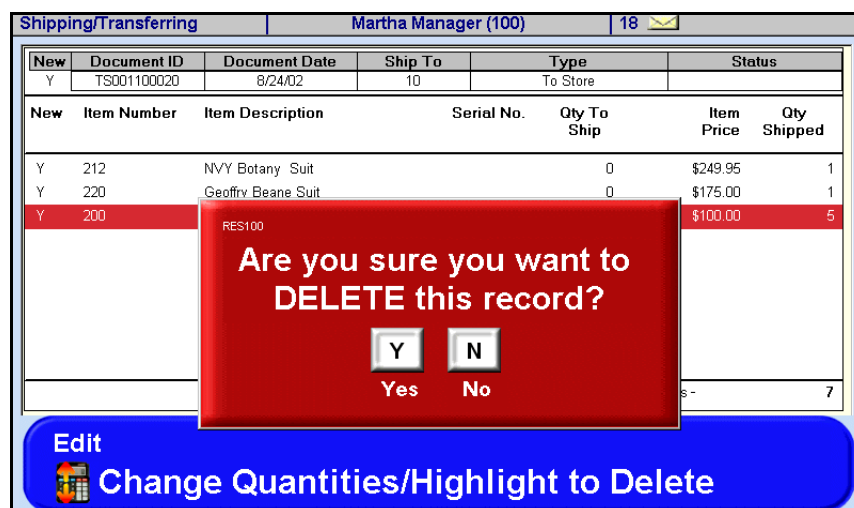 Shipping/Transferring Martha Manager (100) 18
New Document ID Document Date Ship To Type Status
Y TS001100020 8/24/02 10 To Store
New Item Number Item Description Serial No. Qty To Ship Item Price Qty Shipped
Y 212 NVY Botany Suit 0 $249.95 1
Y 220 Geoffry Beane Suit 0 $175.00 1
Y 200 $100.00 5
RES100
Are you sure you want to
DELETE this record?
Y N
Yes No
s - 7
Edit
Change Quantities/Highlight to Delete